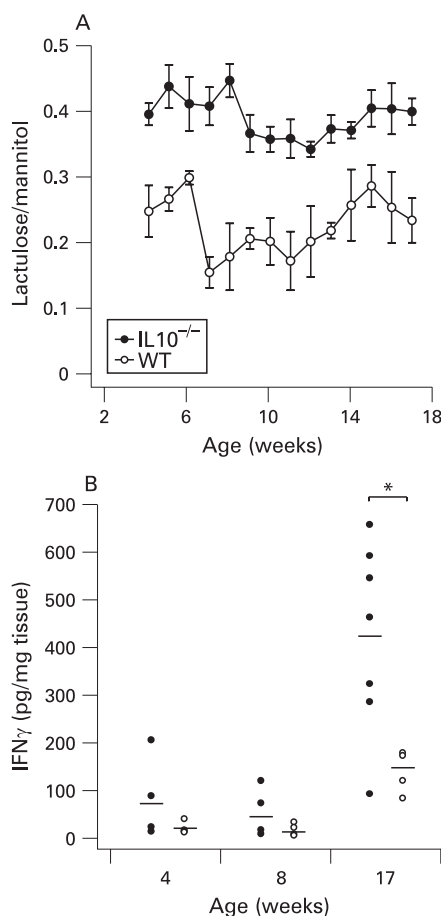 A
0.5
0.4
0.3
0.2
0.1
0
Lactulose/mannitol
IL10⁻/⁻
WT
2 6 10 14 18
Age (weeks)
B
*
700
600
500
400
300
200
100
0
IFNγ (pg/mg tissue)
4 8 17
Age (weeks)